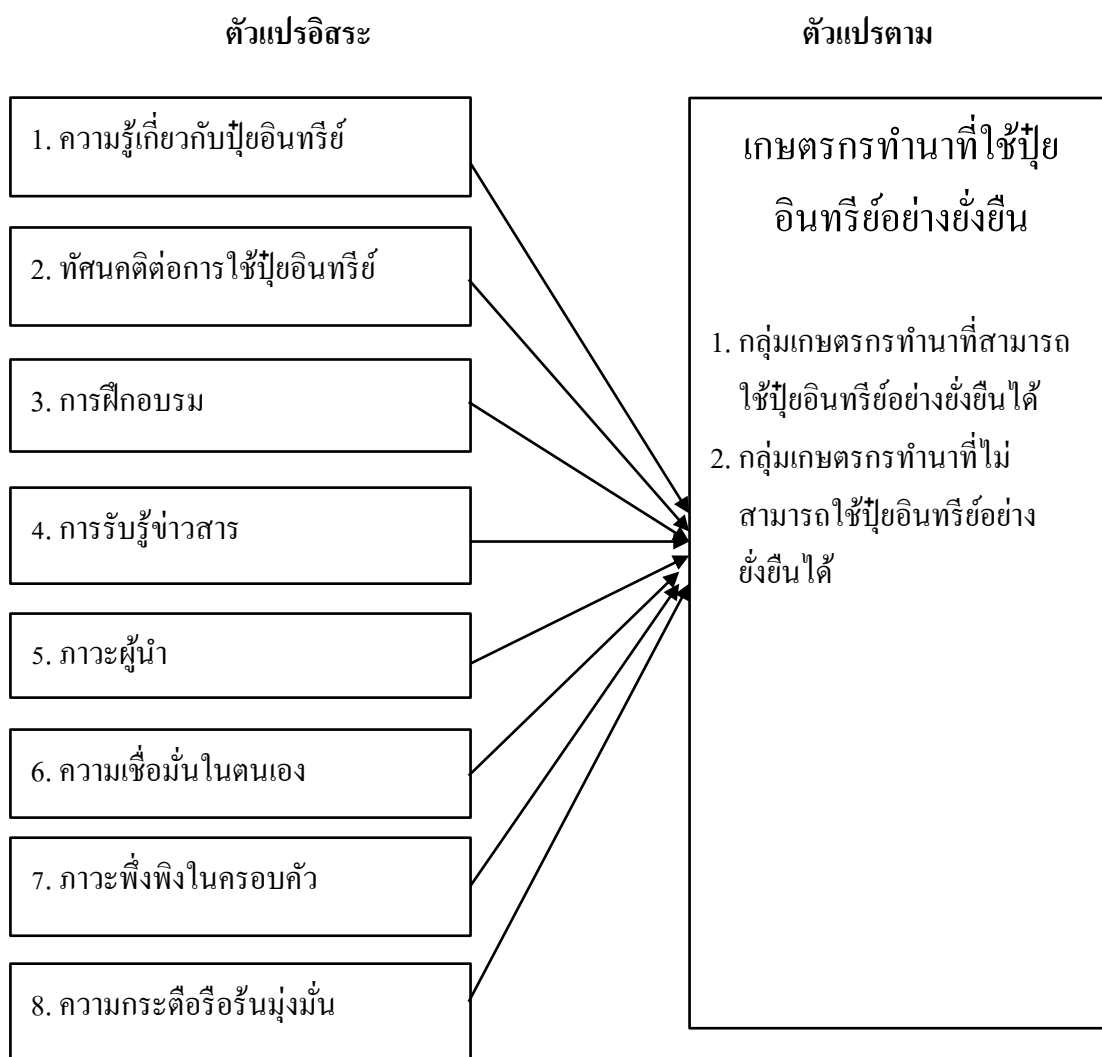 ตัวแปรอิสระ
ตัวแปรตาม
1. ความรู้เกี่ยวกับปุ๋ยอินทรีย์
2. ทัศนคติต่อการใช้ปุ๋ยอินทรีย์
3. การฝึกอบรม
4. การรับรู้ข่าวสาร
5. ภาวะผู้นำ
6. ความเชื่อมั่นในตนเอง
7. ภาวะพึ่งพิงในครอบคัว
8. ความกระตือรือร้นมุ่งมั่น
เกษตรกรทำนาที่ใช้ปุ๋ย
อินทรีย์อย่างยั่งยืน
1. กลุ่มเกษตรกรทำนาที่สามารถ
ใช้ปุ๋ยอินทรีย์อย่างยั่งยืนได้
2. กลุ่มเกษตรกรทำนาที่ไม่
สามารถใช้ปุ๋ยอินทรีย์อย่าง
ยั่งยืนได้